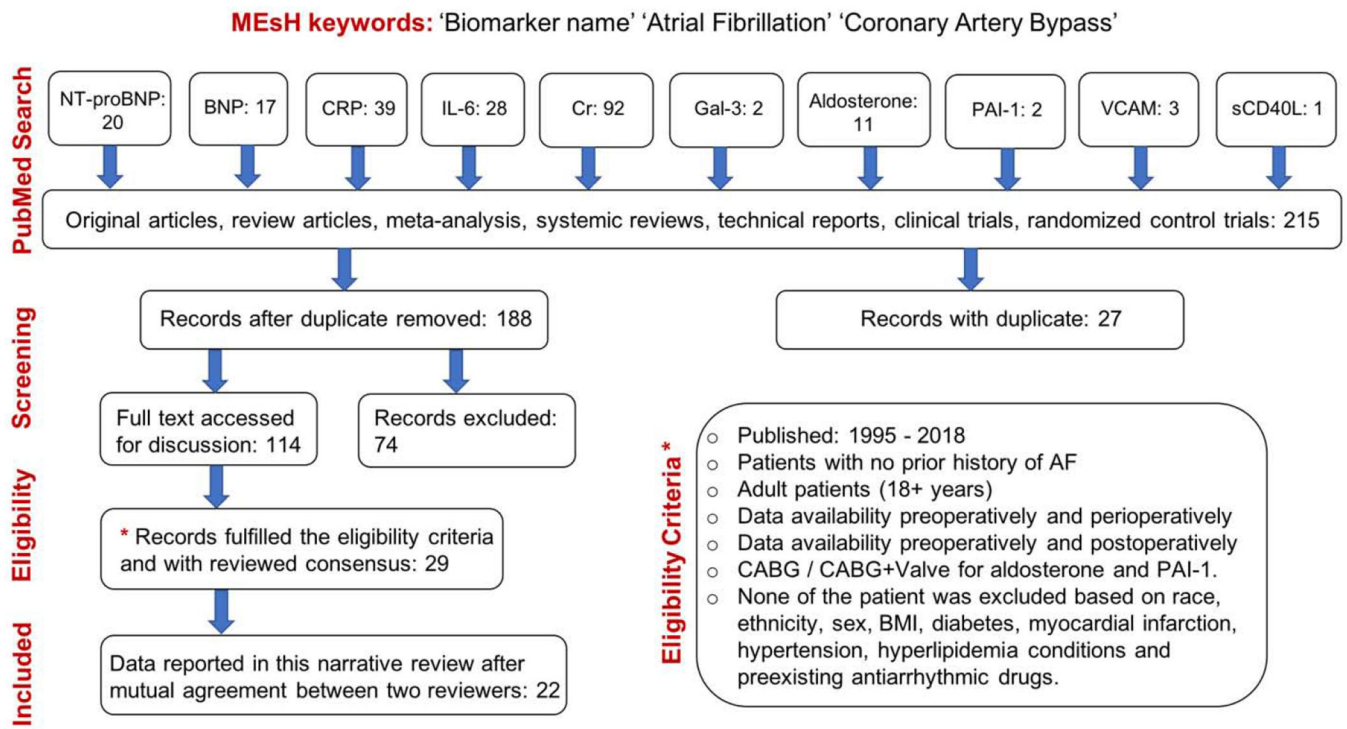 MEsH keywords: ‘Biomarker name’ ‘Atrial Fibrillation’ ‘Coronary Artery Bypass’
PubMed Search
NT-proBNP:
20
BNP: 17
CRP: 39
IL-6: 28
Cr: 92
Gal-3: 2
Aldosterone:
11
PAI-1: 2
VCAM: 3
sCD40L: 1
Original articles, review articles, meta-analysis, systemic reviews, technical reports, clinical trials, randomized control trials: 215
Screening
Records after duplicate removed: 188
Records with duplicate: 27
Full text accessed
for discussion: 114
Records excluded:
74
Eligibility
* Records fulfilled the eligibility criteria
and with reviewed consensus: 29
Included
Data reported in this narrative review after
mutual agreement between two reviewers: 22
Eligibility Criteria *
○ Published: 1995 - 2018
○ Patients with no prior history of AF
○ Adult patients (18+ years)
○ Data availability preoperatively and perioperatively
○ Data availability preoperatively and postoperatively
○ CABG / CABG+Valve for aldosterone and PAI-1.
○ None of the patient was excluded based on race,
ethnicity, sex, BMI, diabetes, myocardial infarction,
hypertension, hyperlipidemia conditions and
preexisting antiarrhythmic drugs.